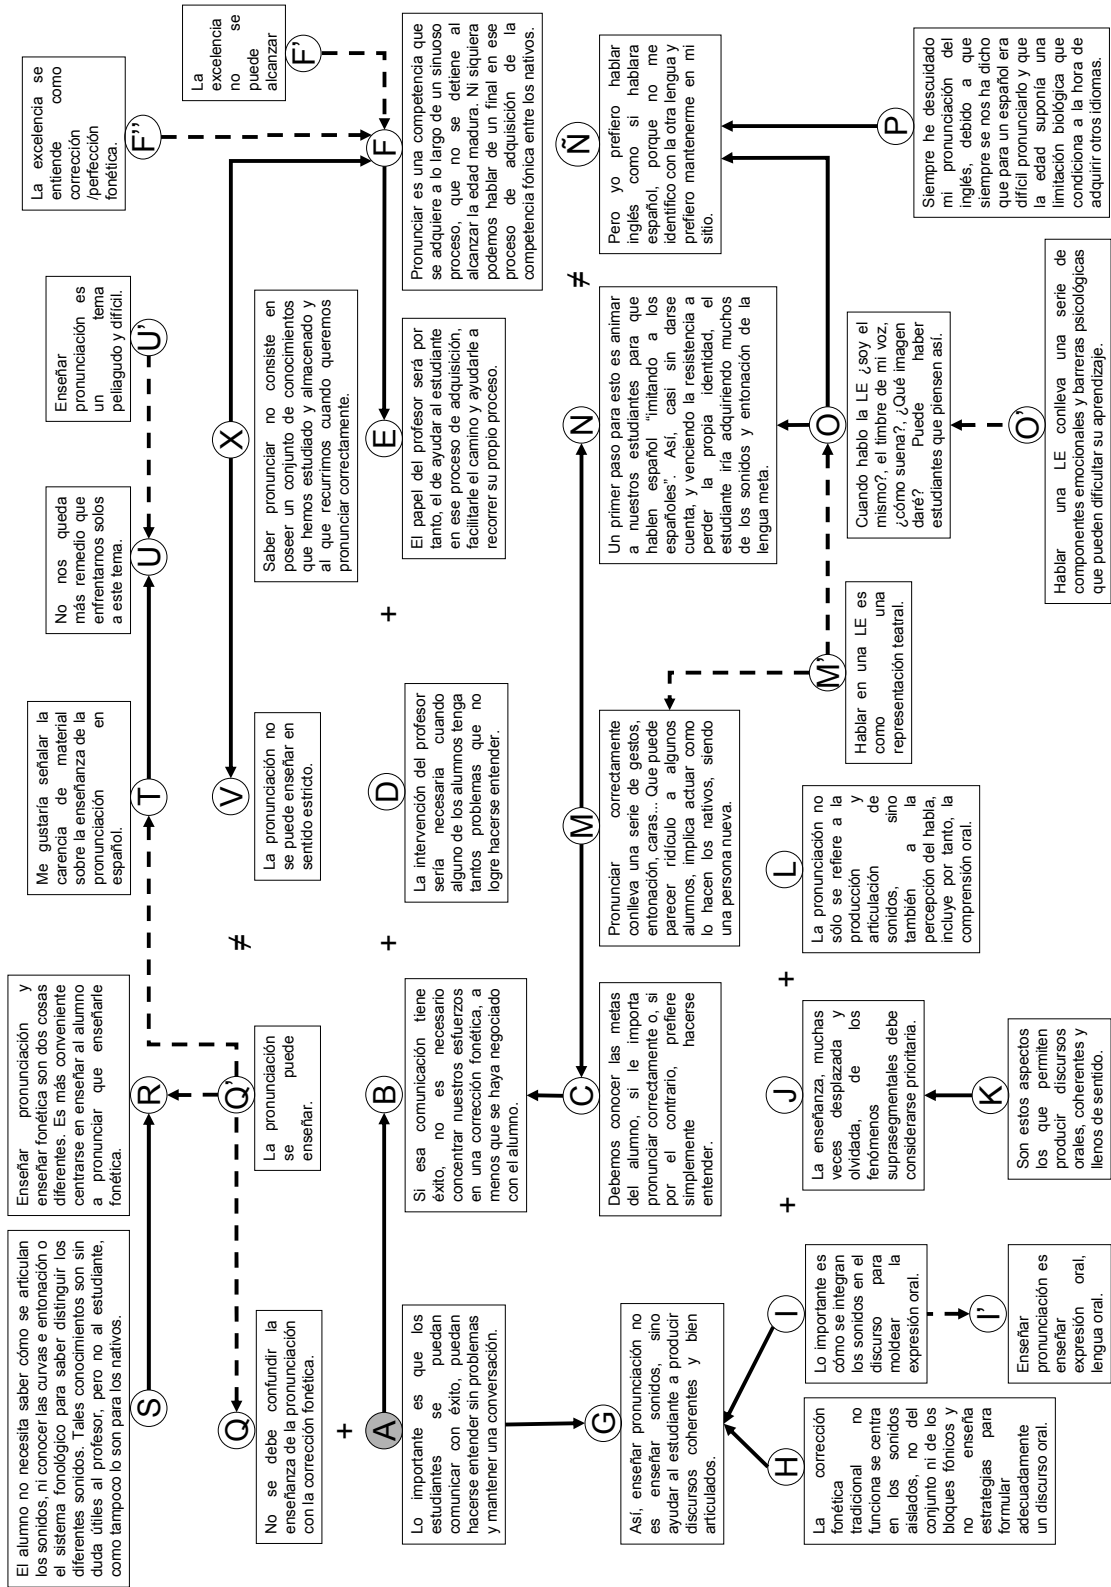 El alumno no necesita saber cómo se articulan
los sonidos, ni conocer las curvas e entonación o
el sistema fonológico para saber distinguir los
diferentes sonidos. Tales conocimientos son sin
duda útiles al profesor, pero no al estudiante,
como tampoco lo son para los nativos.
S
Enseñar pronunciación y
enseñar fonética son dos cosas
diferentes. Es más conveniente
centrarse en enseñar al alumno
a pronunciar que enseñarle
fonética.
R
Me gustaría señalar la
carencia de material
sobre la enseñanza de la
pronunciación en
español.
T
No nos queda
más remedio que
enfrentarnos solos
a este tema.
U
Enseñar
pronunciación es
un tema
peliagudo y difícil.
U'
La excelencia se
entiende como
corrección
/perfección
fonética.
F''
La
excelencia
no se
puede
alcanzar
F'
Q
No se debe confundir la
enseñanza de la pronunciación
con la corrección fonética.
Q'
La pronunciación
se puede
enseñar.
≠
V
La pronunciación no
se puede enseñar en
sentido estricto.
X
Saber pronunciar no consiste en
poseer un conjunto de conocimientos
que hemos estudiado y almacenado y
al que recurrimos cuando queremos
pronunciar correctamente.
+
A
Lo importante es que los
estudiantes se puedan
comunicar con éxito, puedan
hacerse entender sin problemas
y mantener una conversación.
B
Si esa comunicación tiene
éxito, no es necesario
concentrar nuestros esfuerzos
en una corrección fonética, a
menos que se haya negociado
con el alumno.
+
D
La intervención del profesor
sería necesaria cuando
alguno de los alumnos tenga
tantos problemas que no
logre hacerse entender.
+
E
El papel del profesor será por
tanto, el de ayudar al estudiante
en ese proceso de adquisición,
facilitarle el camino y ayudarle a
recorrer su propio proceso.
F
Pronunciar es una competencia que
se adquiere a lo largo de un sinuoso
proceso, que no se detiene al
alcanzar la edad madura. Ni siquiera
podemos hablar de un final en ese
proceso de adquisición de la
competencia fónica entre los nativos.
G
Así, enseñar pronunciación no
es enseñar sonidos, sino
ayudar al estudiante a producir
discursos coherentes y bien
articulados.
C
Debemos conocer las metas
del alumno, si le importa
pronunciar correctamente o, si
por el contrario, prefiere
simplemente hacerse
entender.
M
Pronunciar correctamente
conlleva una serie de gestos,
entonación, caras... Que puede
parecer ridículo a algunos
alumnos, implica actuar como
lo hacen los nativos, siendo
una persona nueva.
N
Un primer paso para esto es animar
a nuestros estudiantes para que
hablen español "imitando a los
españoles". Así, casi sin darse
cuenta, y venciendo la resistencia a
perder la propia identidad, el
estudiante iría adquiriendo muchos
de los sonidos y entonación de la
lengua meta.
≠
Ñ
Pero yo prefiero hablar
inglés como si hablara
español, porque no me
identifico con la otra lengua y
prefiero mantenerme en mi
sitio.
H
La corrección
fonética
tradicional no
funciona se centra
en los sonidos
aislados, no del
conjunto ni de los
bloques fónicos y
no enseña
estrategias para
formular
adecuadamente
un discurso oral.
I
Lo importante es
cómo se integran
los sonidos en el
discurso para
moldear la
expresión oral.
I'
Enseñar
pronunciación es
enseñar
expresión oral,
lengua oral.
+
J
La enseñanza, muchas
veces desplazada y
olvidada, de los
fenómenos
suprasegmentales debe
considerarse prioritaria.
K
Son estos aspectos
los que permiten
producir discursos
orales, coherentes y
llenos de sentido.
+
L
La pronunciación no
sólo se refiere a la
producción y
articulación de
sonidos, sino
también a la
percepción del habla,
incluye por tanto, la
comprensión oral.
M'
Hablar en una LE es
como una
representación teatral.
O
Cuando hablo la LE ¿soy el
mismo?, el timbre de mi voz,
¿cómo suena?, ¿Qué imagen
daré? Puede haber
estudiantes que piensen así.
O'
Hablar una LE conlleva una serie de
componentes emocionales y barreras psicológicas
que pueden dificultar su aprendizaje.
P
Siempre he descuidado
mi pronunciación del
inglés, debido a que
siempre se nos ha dicho
que para un español era
difícil pronunciarlo y que
la edad suponía una
limitación biológica que
condiciona a la hora de
adquirir otros idiomas.